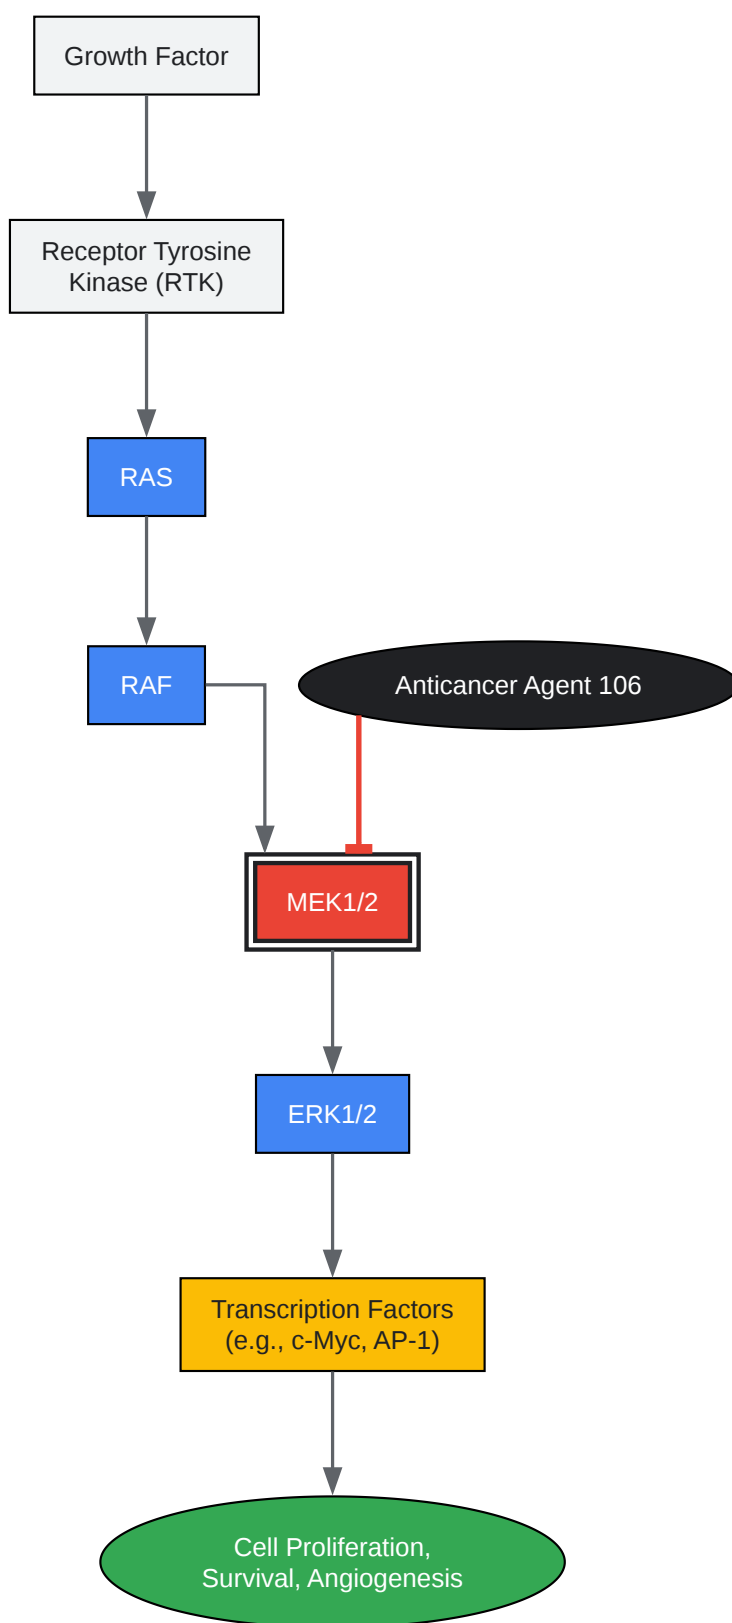 Growth Factor
Receptor Tyrosine
Kinase (RTK)
RAS
RAF
Anticancer Agent 106
MEK1/2
ERK1/2
Transcription Factors
(e.g., c-Myc, AP-1)
Cell Proliferation,
Survival, Angiogenesis